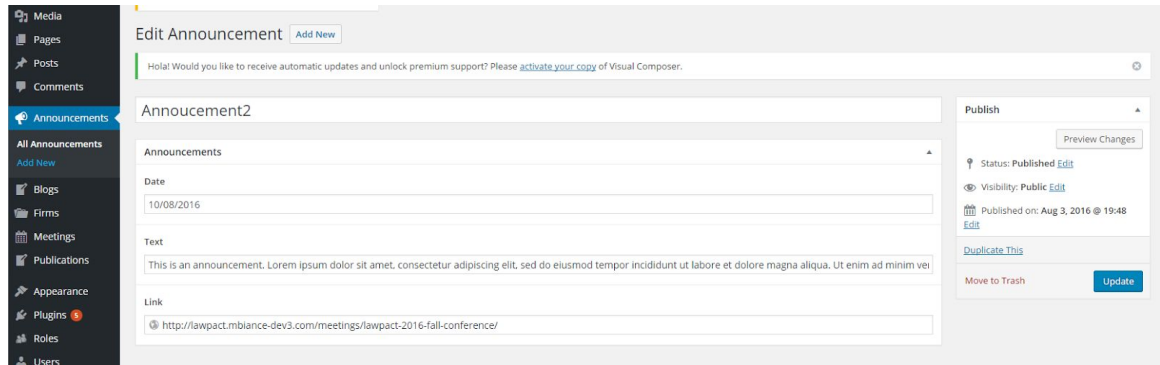 Media
Pages
Posts
Comments
Announcements
All Announcements
Add New
Blogs
Firms
Meetings
Publications
Appearance
Plugins 5
Roles
Users
Edit Announcement Add New
Hola! Would you like to receive automatic updates and unlock premium support? Please activate your copy of Visual Composer.
Annoucement2
Announcements
Date
10/08/2016
Text
This is an announcement. Lorem ipsum dolor sit amet, consectetur adipiscing elit, sed do eiusmod tempor incididunt ut labore et dolore magna aliqua. Ut enim ad minim ve
Link
http://lawpact.mbiance-dev3.com/meetings/lawpact-2016-fall-conference/
Publish
Preview Changes
Status: Published Edit
Visibility: Public Edit
Published on: Aug 3, 2016 @ 19:48
Edit
Duplicate This
Move to Trash Update